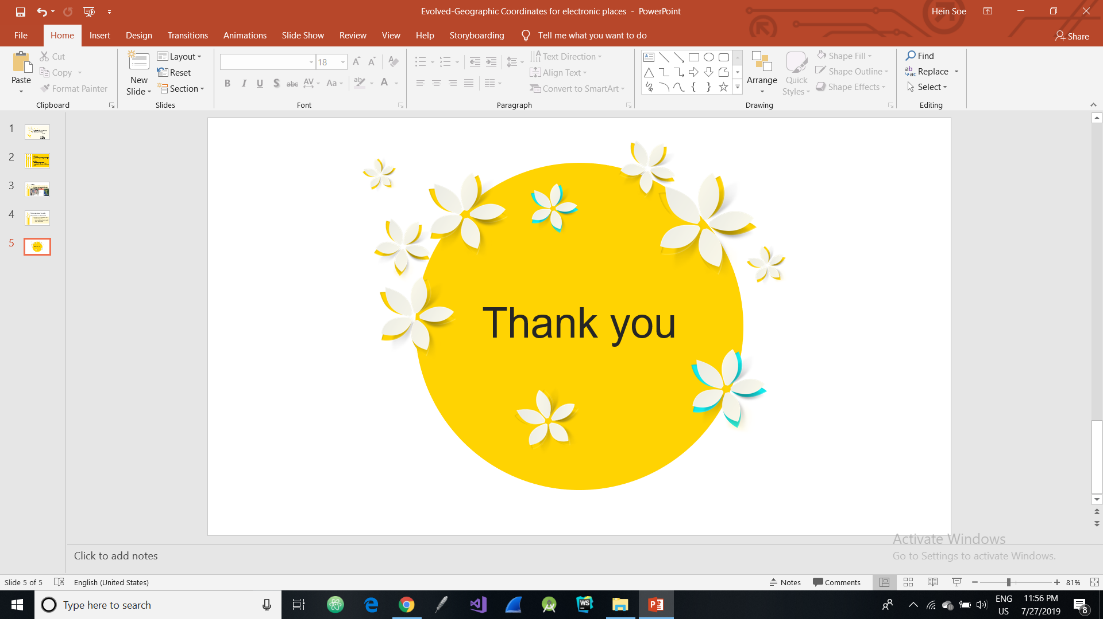 Evolved-Geographic Coordinates for electronic places - PowerPoint
Hein Soe
File
Home
Insert
Design
Transitions
Animations
Slide Show
Review
View
Help
Storyboarding
Tell me what you want to do
Share
Paste
Cut
Copy
Format Painter
Clipboard
New
Slide
Layout
Reset
Section
Slides
18
Font
Text Direction
Align Text
Convert to SmartArt
Paragraph
Arrange
Quick
Styles
Shape Fill
Shape Outline
Shape Effects
Drawing
Find
Replace
Select
Editing
1
2
3
4
5
Thank you
Activate Windows
Go to Settings to activate Windows.
Click to add notes
Slide 5 of 5
English (United States)
Notes
Comments
81%
Type here to search
ENG
US
11:56 PM
7/27/2019
8